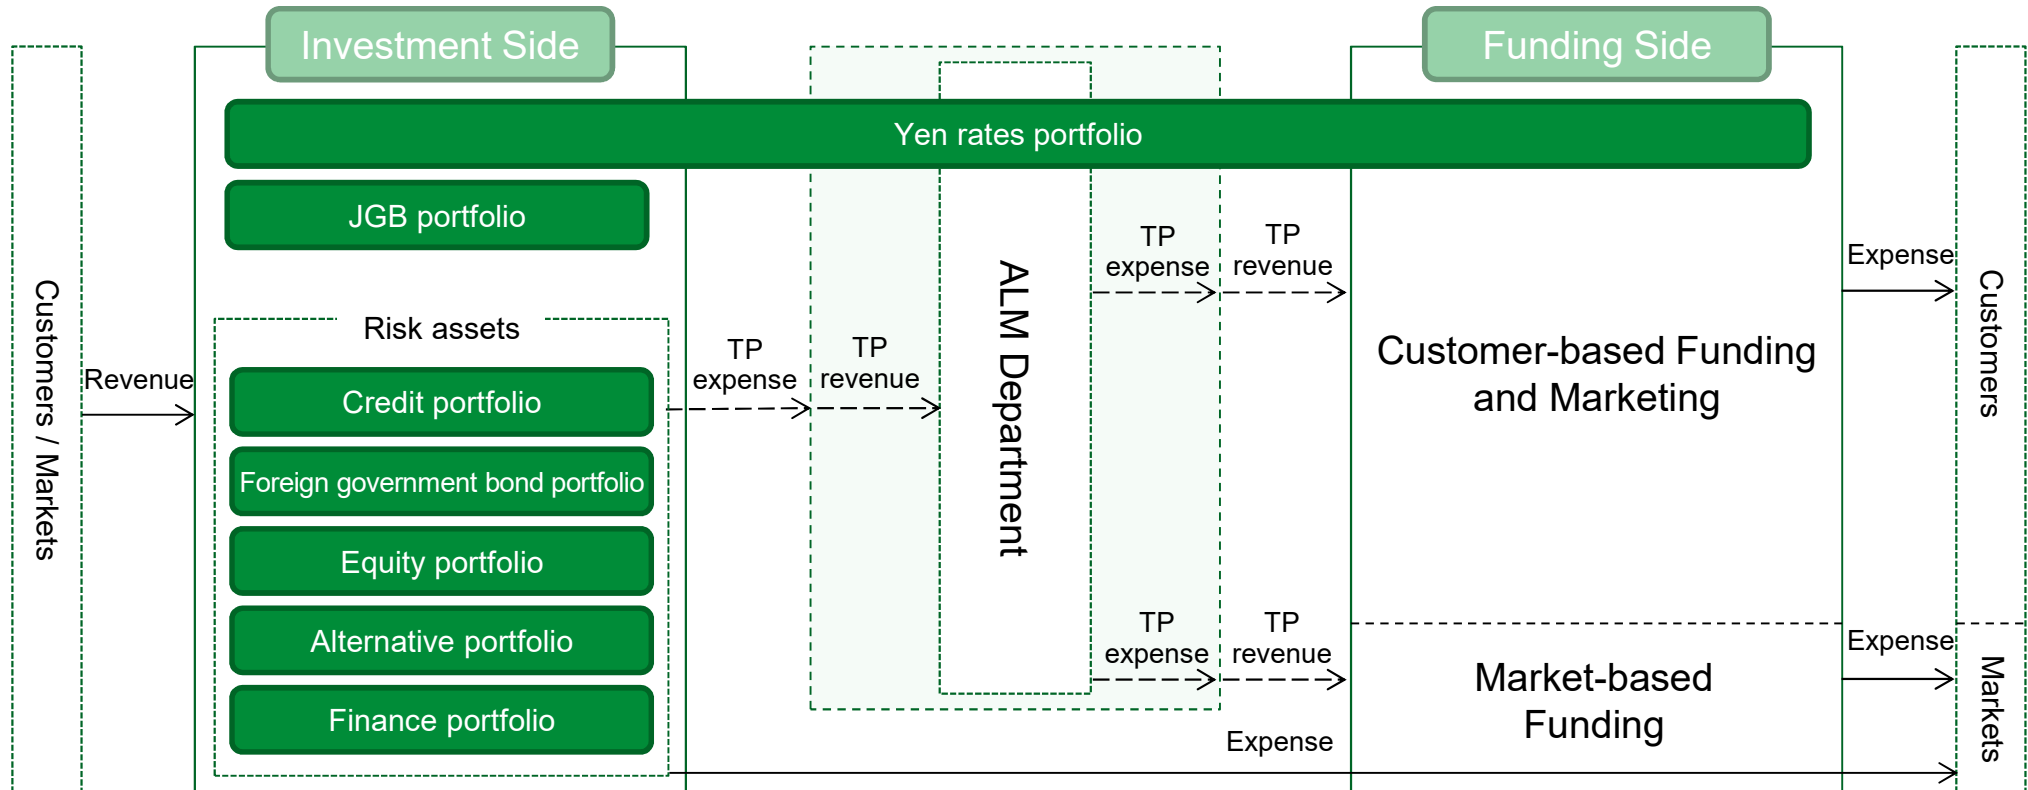 Investment Side
Funding Side
Yen rates portfolio
JGB portfolio
Customers / Markets
Revenue
Risk assets
Credit portfolio
Foreign government bond portfolio
Equity portfolio
Alternative portfolio
Finance portfolio
TP
expense
TP
revenue
ALM Department
TP
expense
TP
revenue
TP
expense
TP
revenue
Expense
Customer-based Funding
and Marketing
Market-based
Funding
Expense
Expense
Customers
Markets